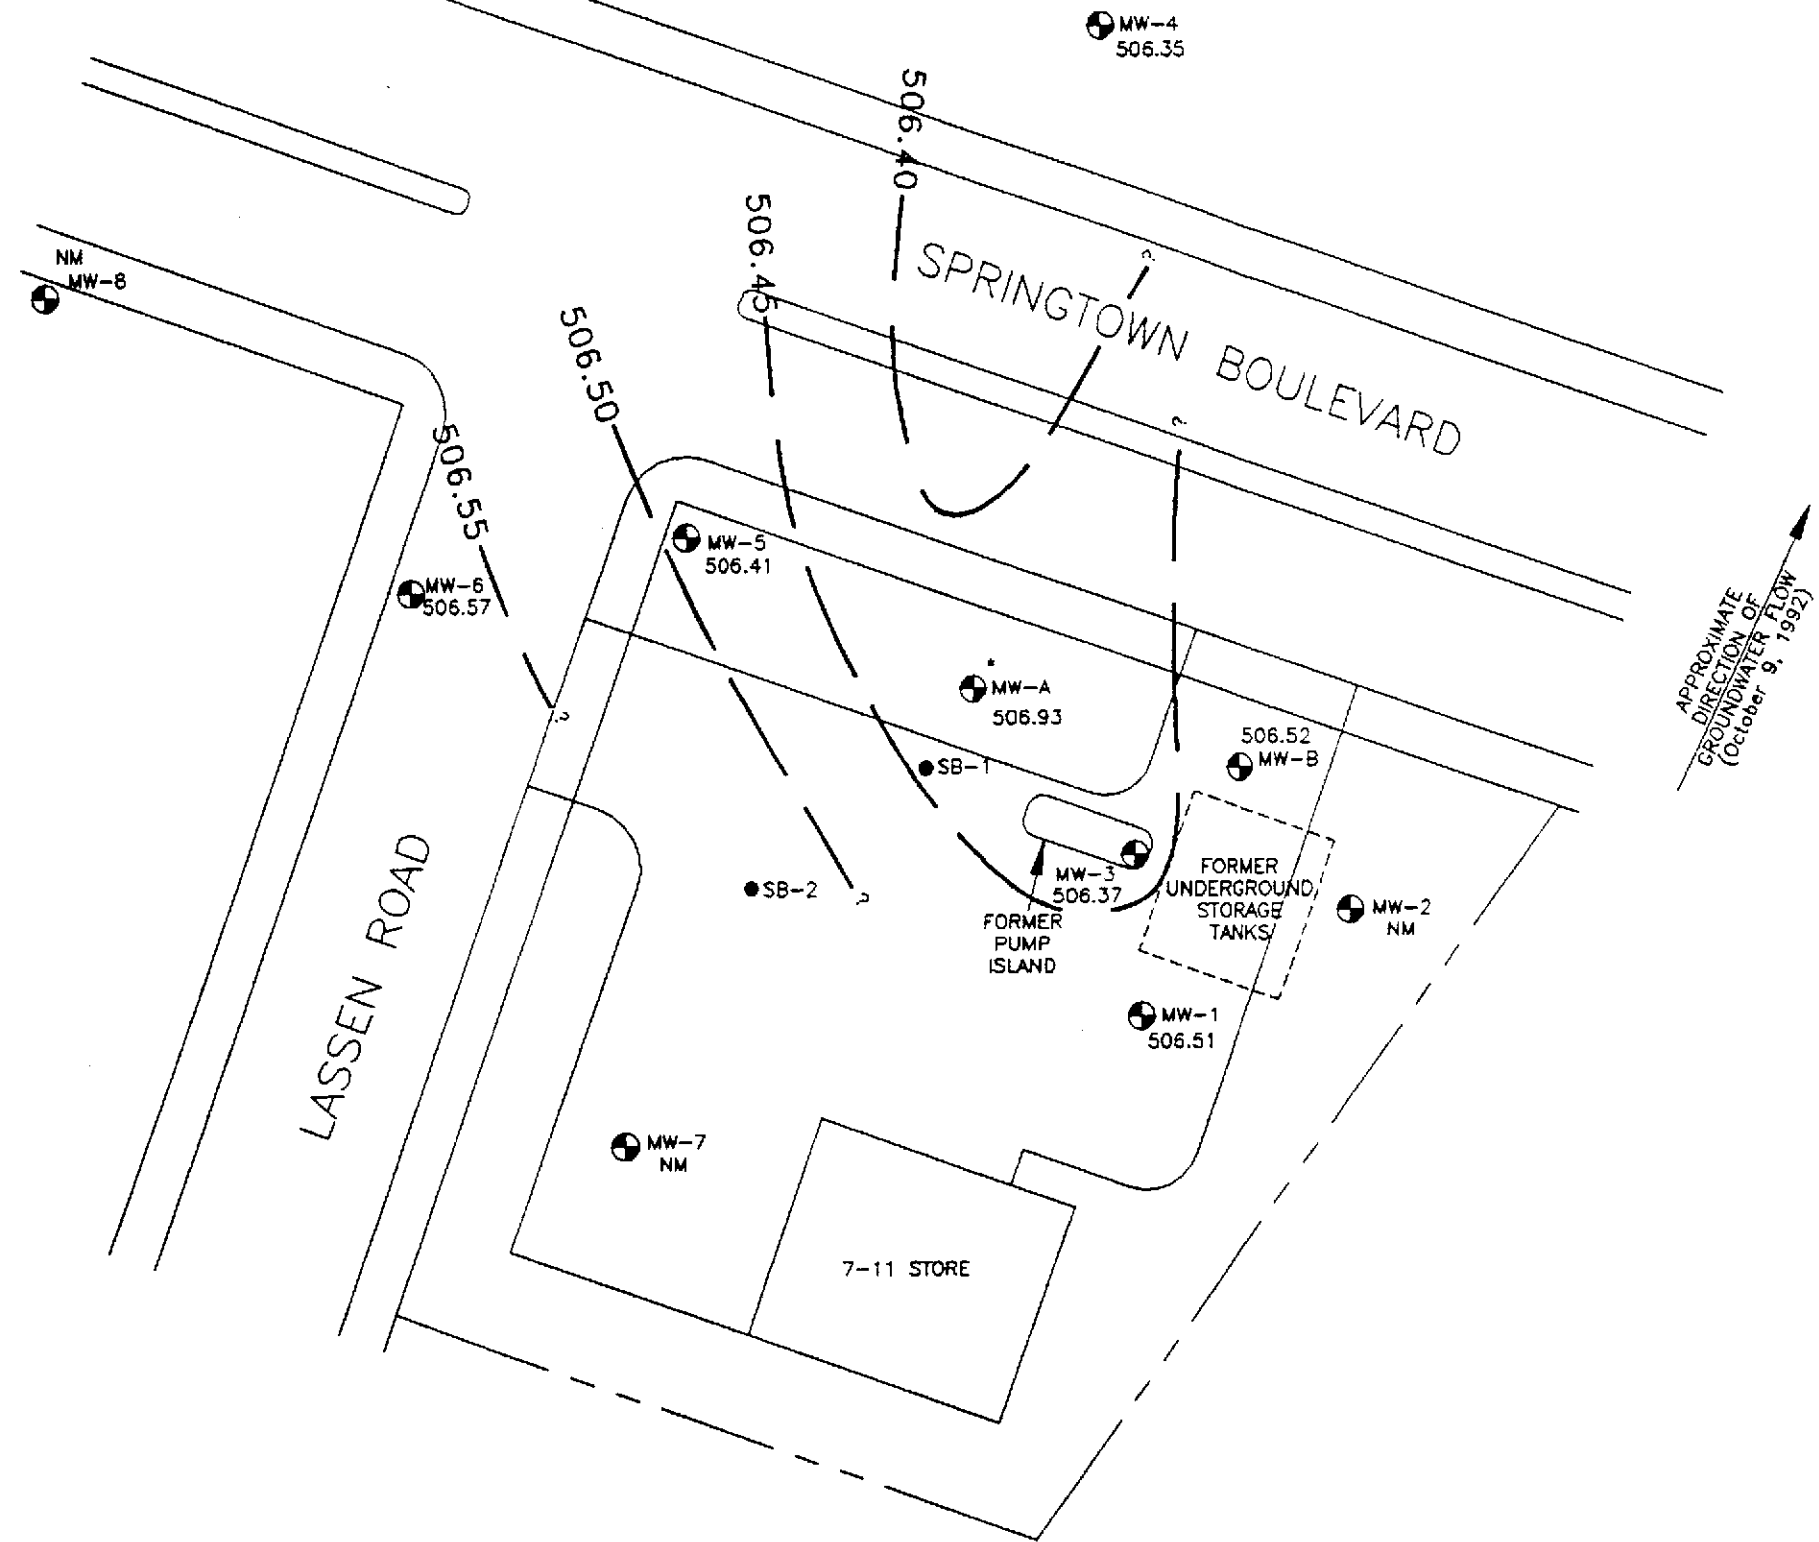 MW-4
506.35
506.40
506.45
SPRINGTOWN BOULEVARD
NM
MW-8
506.50
506.55
MW-5
506.41
MW-6
506.57
APPROXIMATE
DIRECTION OF
GROUNDWATER FLOW
(October 9, 1992)
MW-A
506.93
506.52
MW-B
SB-1
?
SB-2
?
MW-3
506.37
FORMER
PUMP
ISLAND
FORMER
UNDERGROUND
STORAGE
TANKS
MW-2
NM
LASSEN ROAD
MW-1
506.51
MW-7
NM
7-11 STORE